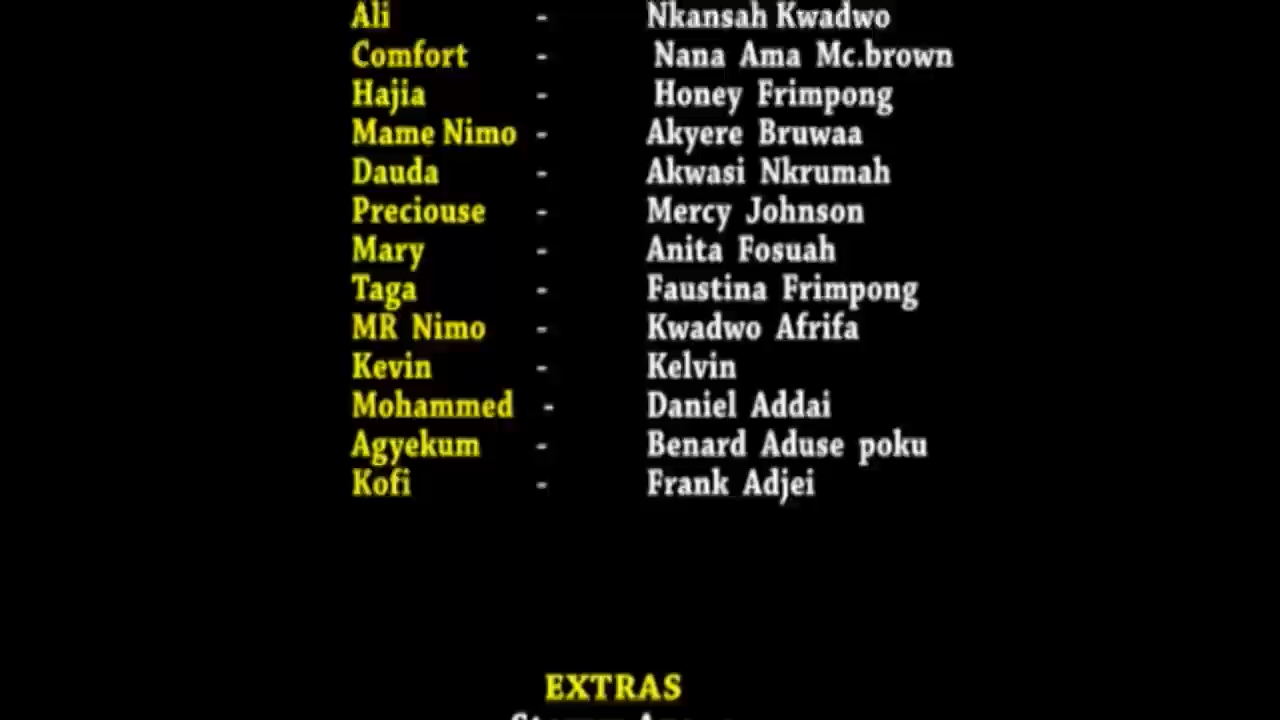 Ali - Nkansah Kwadwo
Comfort - Nana Ama Mc.brown
Hajia - Honey Frimpong
Mame Nimo - Akyere Bruwaa
Dauda - Akwasi Nkrumah
Preciouse - Mercy Johnson
Mary - Anita Fosuah
Taga - Faustina Frimpong
MR Nimo - Kwadwo Afrifa
Kevin - Kelvin
Mohammed - Daniel Addai
Agyekum - Benard Aduse poku
Kofi - Frank Adjei
EXTRAS